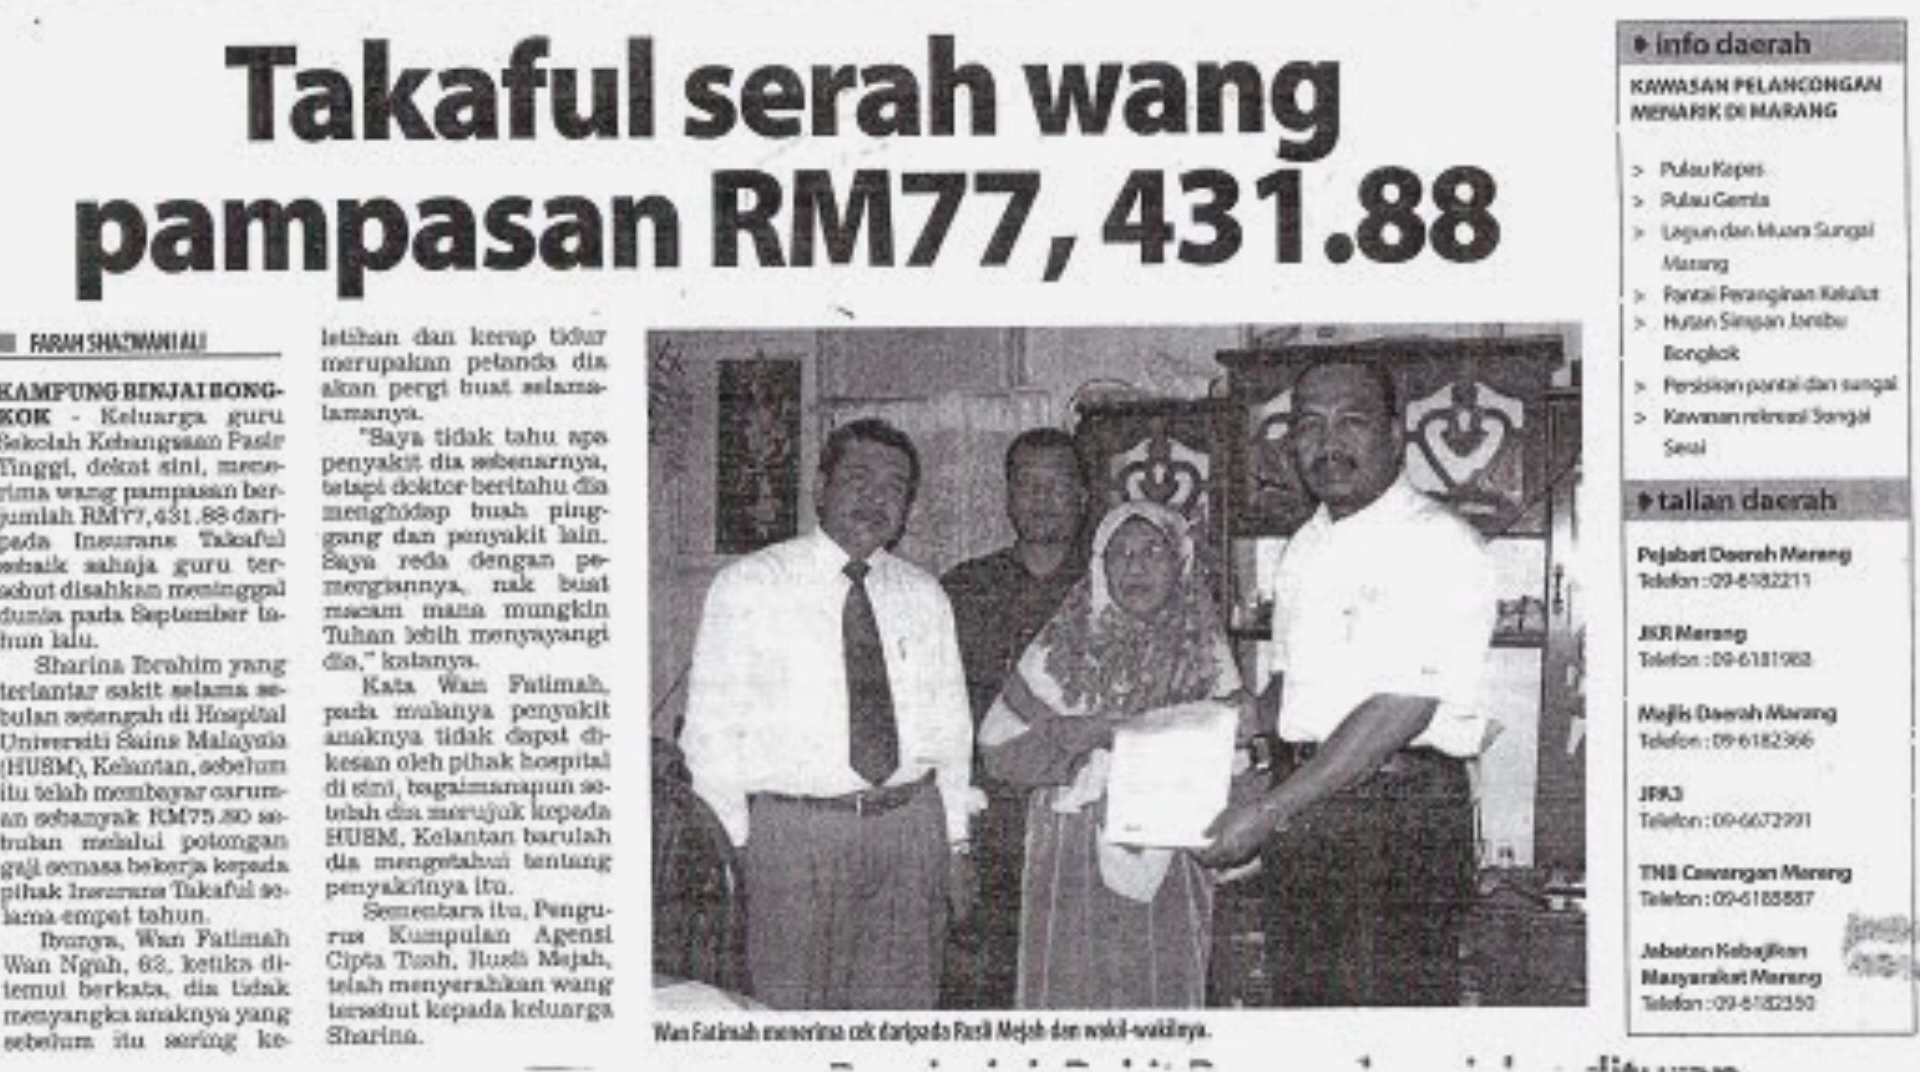 Takaful serah wang
pampasan RM77, 431.88
FARAH SHAZWANI ALI
KAMPUNG BINJAI BONG-
KOK - Keluarga guru
Sekolah Kebangsaan Pasir
Tinggi, dekat sini, mene-
rima wang pampasan ber-
jumlah RM77,431.88 dari-
pada Insurans Takaful
sebaik sahaja guru ter-
sebut disahkan meninggal
dunia pada September ta-
hun lalu.
Sharina Ibrahim yang
terlantar sakit selama se-
bulan setengah di Hospital
Universiti Sains Malaysia
(HUSM), Kelantan, sebelum
itu telah membayar carum-
an sebanyak RM75.80 se-
bulan melalui potongan
gaji semasa bekerja kepada
pihak Insurans Takaful se-
lama empat tahun.
Ibunya, Wan Fatimah
Wan Ngah, 62, ketika di-
temui berkata, dia tidak
menyangka anaknya yang
sebelum itu sering ke-
letihan dan kerap tidur
merupakan petanda dia
akan pergi buat selama-
lamanya.
"Saya tidak tahu apa
penyakit dia sebenarnya,
tetapi doktor beritahu dia
menghidap buah ping-
gang dan penyakit lain.
Saya reda dengan pe-
mergiannya, nak buat
macam mana mungkin
Tuhan lebih menyayangi
dia," katanya.
Kata Wan Fatimah,
pada mulanya penyakit
anaknya tidak dapat di-
kesan oleh pihak hospital
di sini, bagaimanapun se-
telah dia merujuk kepada
HUSM, Kelantan barulah
dia mengetahui tentang
penyakitnya itu.
Sementara itu, Pengu-
rus Kumpulan Agensi
Cipta Tuah, Rusli Mejah,
telah menyerahkan wang
tersebut kepada keluarga
Sharina.
Wan Fatimah menerima cek daripada Rusli Mejah dan wakil-wakilnya.
info daerah
KAWASAN PELANCONGAN
MENARIK DI MARANG
> Pulau Kapas
> Pulau Gemia
> Lagun dan Muara Sungai
Marang
> Pantai Peranginan Kelulut
> Hutan Simpan Jambu
Bongkok
> Persisiran pantai dan sungai
> Kawasan rekreasi Sungai
Serai
talian daerah
Pejabat Daerah Marang
Telefon : 09-6182211
JKR Marang
Telefon :
Majlis Daerah Marang
Telefon : 09-6182366
JPA3
Telefon : 09-6672991
TNB Cawangan Marang
Telefon : 09-6188887
Jabatan Kebajikan
Masyarakat Marang
Telefon :